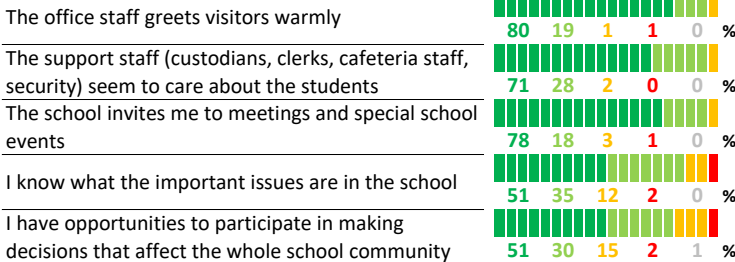 The office staff greets visitors warmly
80 19 1 1 0 %
The support staff (custodians, clerks, cafeteria staff,
security) seem to care about the students
71 28 2 0 0 %
The school invites me to meetings and special school
events
78 18 3 1 0 %
I know what the important issues are in the school
51 35 12 2 0 %
I have opportunities to participate in making
decisions that affect the whole school community
51 30 15 2 1 %